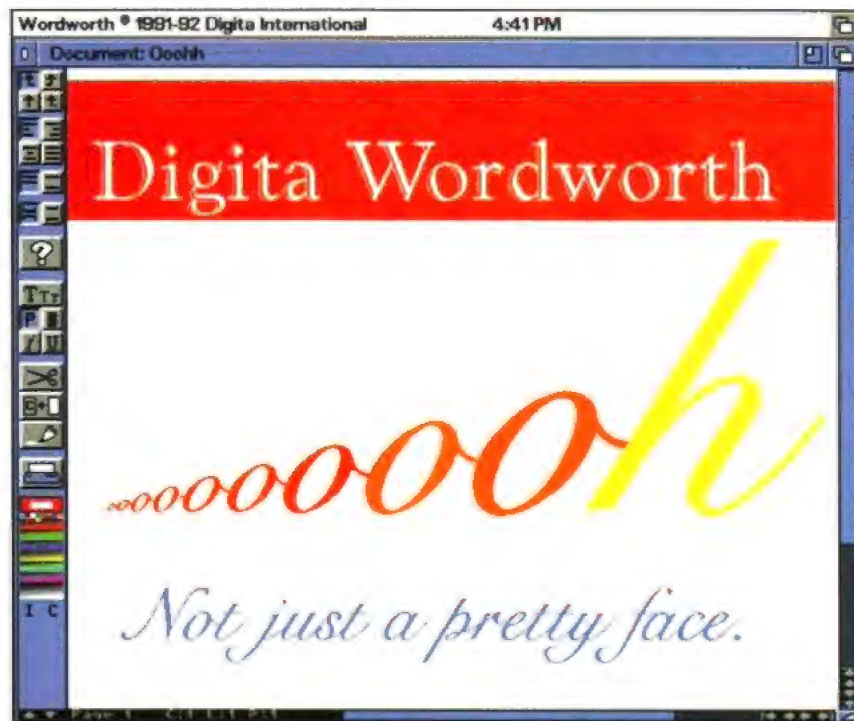 Wordworth ® 1991-92 Digita International 4:41 PM
Document: Ooohh
Digita Wordworth
oooooooooh
Not just a pretty face.
I C